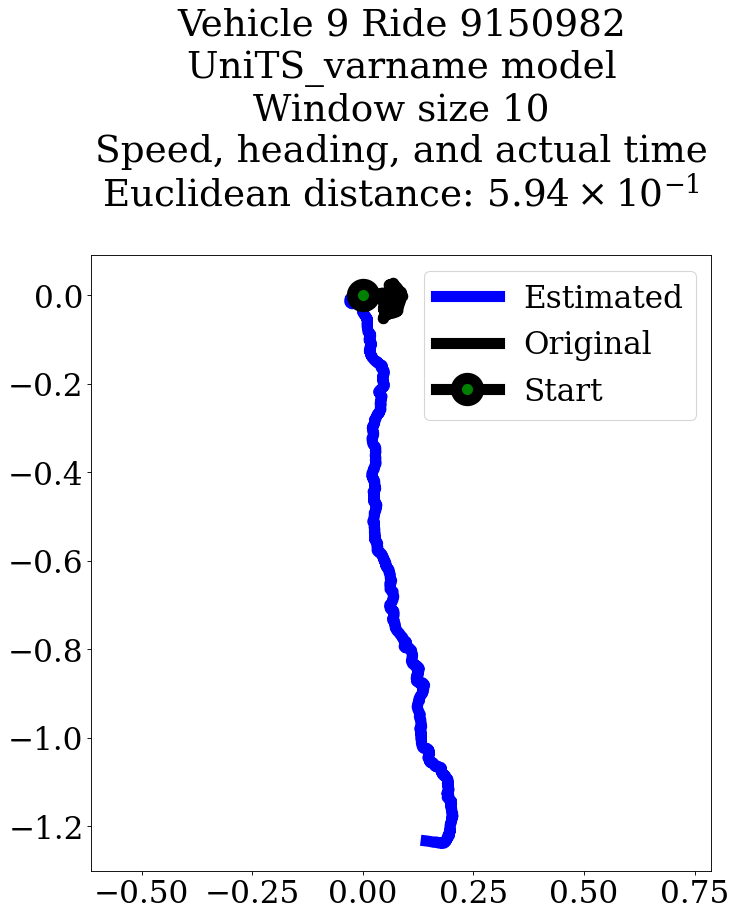 Vehicle 9 Ride 9150982
UniTS_varname model
Window size 10
Speed, heading, and actual time
Euclidean distance: 5.94 × 10⁻¹
Estimated
Original
Start
0.0
−0.2
−0.4
−0.6
−0.8
−1.0
−1.2
−0.50 −0.25 0.00 0.25 0.50 0.75